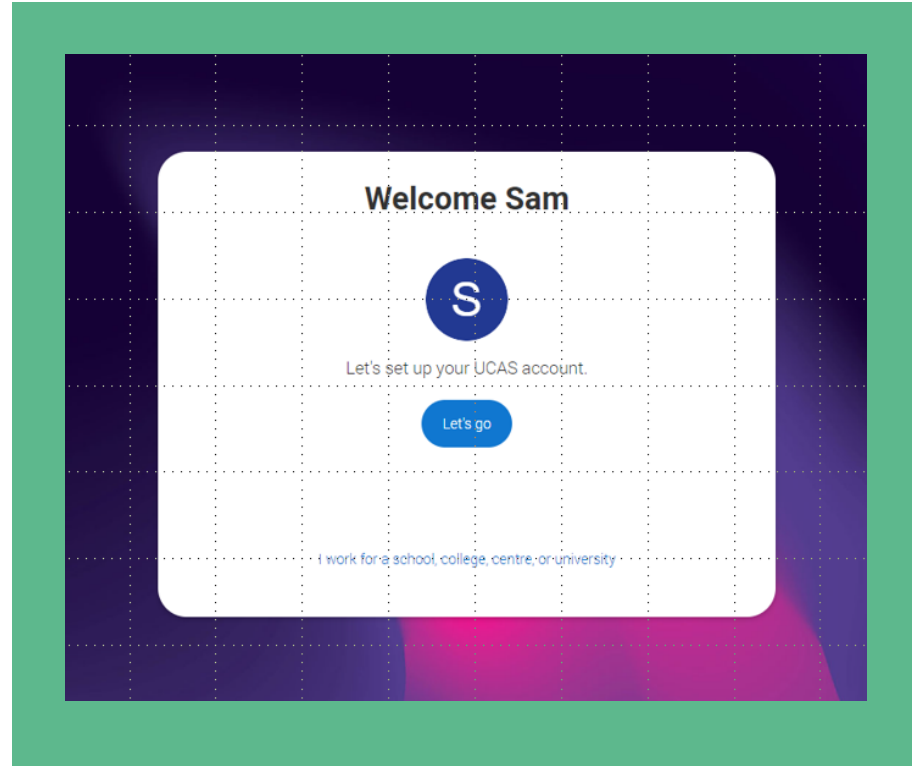 Welcome Sam
S
Let's set up your UCAS account.
Let's go
I work for a school, college, centre, or university